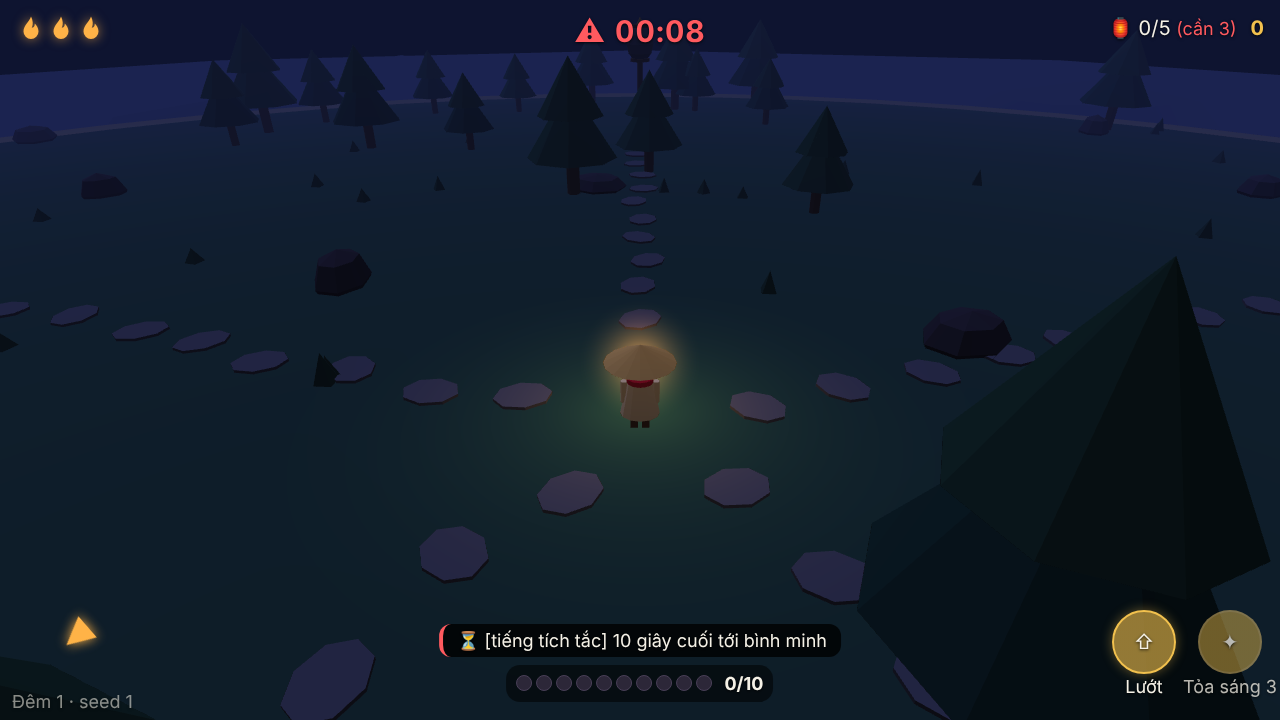 00:08
0/5 (cần 3) 0
⏳ [tiếng tích tắc] 10 giây cuối tới bình minh
0/10
Lướt
Tỏa sáng 3
Đêm 1 · seed 1